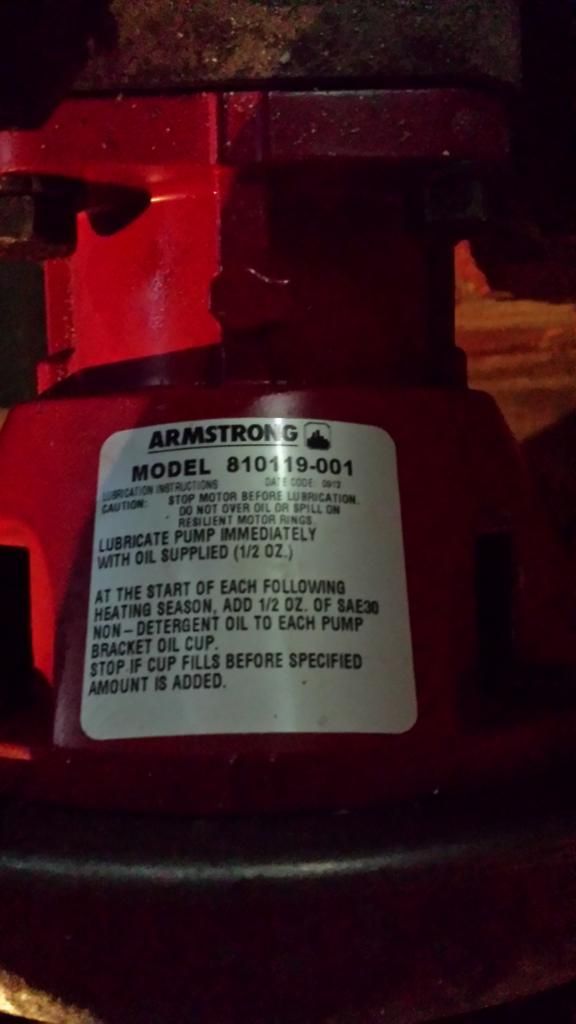 ARMSTRONG
MODEL 810119-001
LUBRICATION INSTRUCTIONS DATE CODE: 0912
CAUTION: STOP MOTOR BEFORE LUBRICATION.
DO NOT OVER OIL OR SPILL ON
RESILIENT MOTOR RINGS.
LUBRICATE PUMP IMMEDIATELY
WITH OIL SUPPLIED (1/2 OZ.)
AT THE START OF EACH FOLLOWING
HEATING SEASON, ADD 1/2 OZ. OF SAE30
NON-DETERGENT OIL TO EACH PUMP
BRACKET OIL CUP.
STOP IF CUP FILLS BEFORE SPECIFIED
AMOUNT IS ADDED.